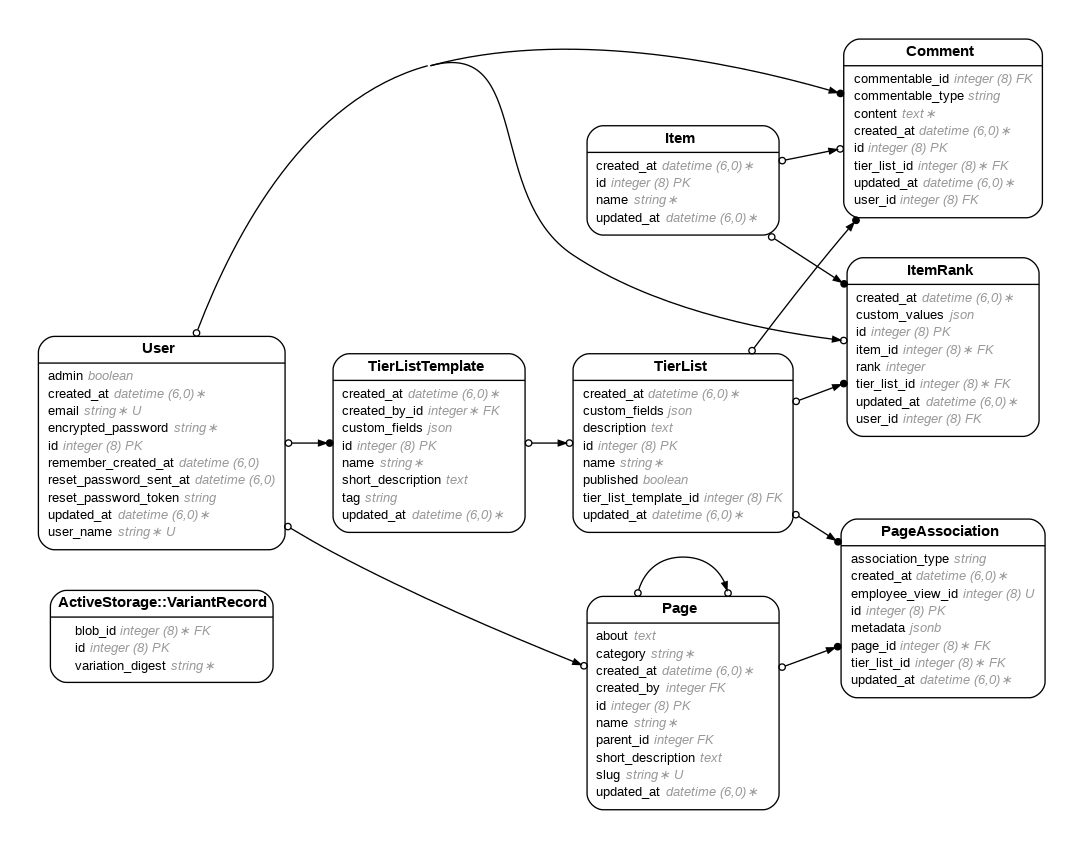 Comment
commentable_id integer (8) FK
commentable_type string
content text∗
created_at datetime (6,0)∗
id integer (8) PK
tier_list_id integer (8)∗ FK
updated_at datetime (6,0)∗
user_id integer (8) FK
Item
created_at datetime (6,0)∗
id integer (8) PK
name string∗
updated_at datetime (6,0)∗
ItemRank
created_at datetime (6,0)∗
custom_values json
id integer (8) PK
item_id integer (8)∗ FK
rank integer
tier_list_id integer (8)∗ FK
updated_at datetime (6,0)∗
user_id integer (8) FK
User
admin boolean
created_at datetime (6,0)∗
email string∗ U
encrypted_password string∗
id integer (8) PK
remember_created_at datetime (6,0)
reset_password_sent_at datetime (6,0)
reset_password_token string
updated_at datetime (6,0)∗
user_name string∗ U
TierListTemplate
created_at datetime (6,0)∗
created_by_id integer∗ FK
custom_fields json
id integer (8) PK
name string∗
short_description text
tag string
updated_at datetime (6,0)∗
TierList
created_at datetime (6,0)∗
custom_fields json
description text
id integer (8) PK
name string∗
published boolean
tier_list_template_id integer (8) FK
updated_at datetime (6,0)∗
PageAssociation
association_type string
created_at datetime (6,0)∗
employee_view_id integer (8) U
id integer (8) PK
metadata jsonb
page_id integer (8)∗ FK
tier_list_id integer (8)∗ FK
updated_at datetime (6,0)∗
ActiveStorage::VariantRecord
blob_id integer (8)∗ FK
id integer (8) PK
variation_digest string∗
Page
about text
category string∗
created_at datetime (6,0)∗
created_by integer FK
id integer (8) PK
name string∗
parent_id integer FK
short_description text
slug string∗ U
updated_at datetime (6,0)∗